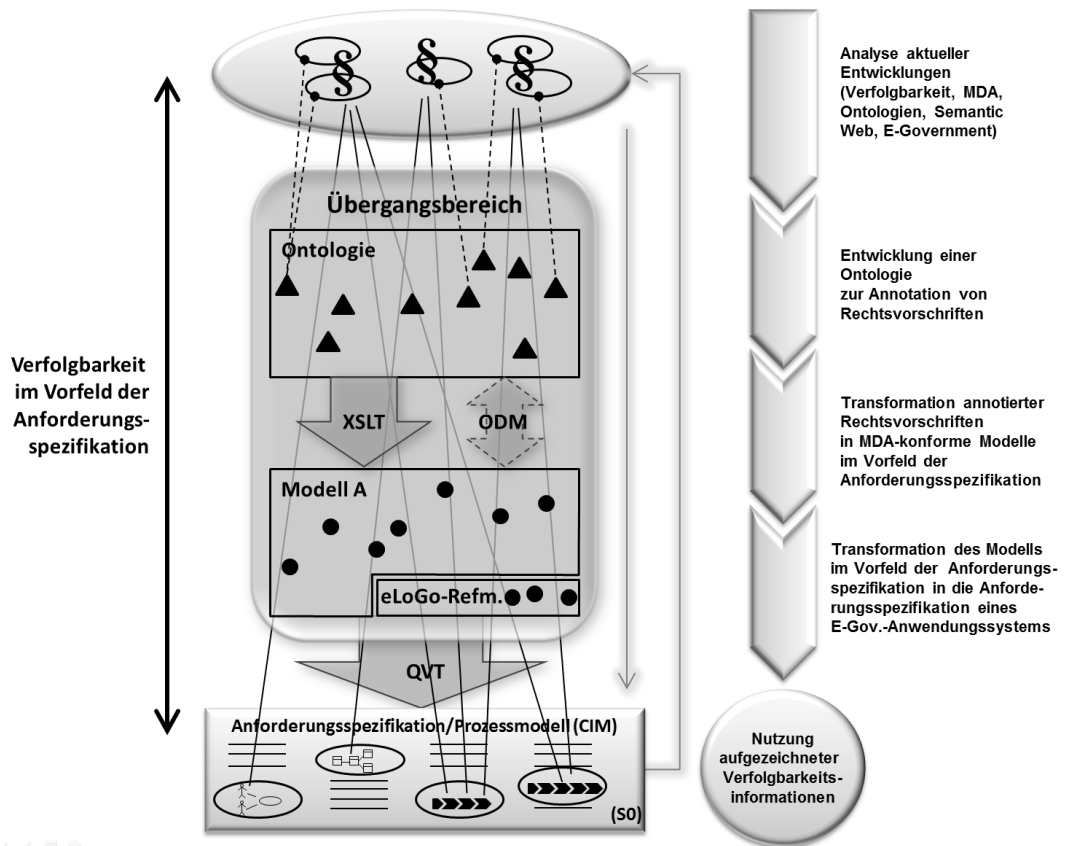 § § §
§ § §
Übergangsbereich
Ontologie
XSLT
ODM
Modell A
eLoGo-Refm.
QVT
Anforderungsspezifikation/Prozessmodell (CIM)
(S0)
Verfolgbarkeit
im Vorfeld der
Anforderungs-
spezifikation
Analyse aktueller
Entwicklungen
(Verfolgbarkeit, MDA,
Ontologien, Semantic
Web, E-Government)
Entwicklung einer
Ontologie
zur Annotation von
Rechtsvorschriften
Transformation annotierter
Rechtsvorschriften
in MDA-konforme Modelle
im Vorfeld der
Anforderungsspezifikation
Transformation des Modells
im Vorfeld der Anforderungs-
spezifikation in die Anforde-
rungsspezifikation eines
E-Gov.-Anwendungssystems
Nutzung
aufgezeichneter
Verfolgbarkeits-
informationen